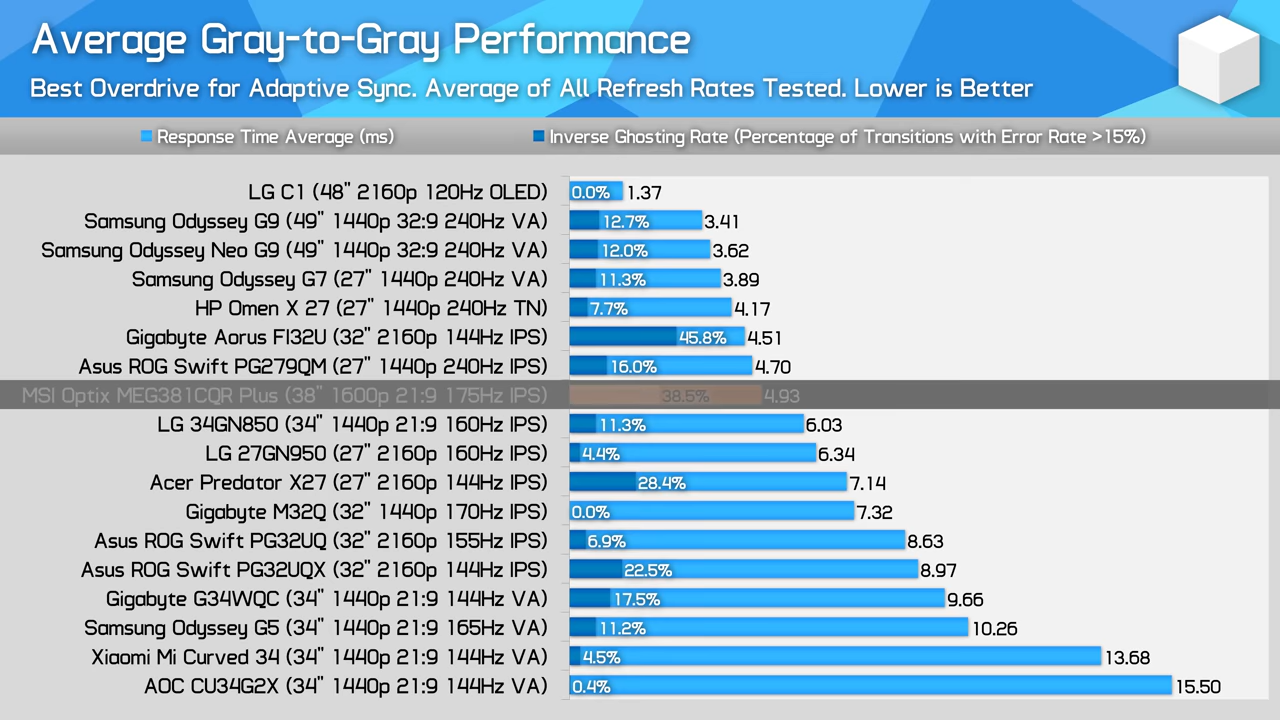 Average Gray-to-Gray Performance
Best Overdrive for Adaptive Sync. Average of All Refresh Rates Tested. Lower is Better
Response Time Average (ms) Inverse Ghosting Rate (Percentage of Transitions with Error Rate >15%)
LG C1 (48" 2160p 120Hz OLED) 0.0% 1.37
Samsung Odyssey G9 (49" 1440p 32:9 240Hz VA) 12.7% 3.41
Samsung Odyssey Neo G9 (49" 1440p 32:9 240Hz VA) 12.0% 3.62
Samsung Odyssey G7 (27" 1440p 240Hz VA) 11.3% 3.89
HP Omen X 27 (27" 1440p 240Hz TN) 7.7% 4.17
Gigabyte Aorus FI32U (32" 2160p 144Hz IPS) 45.8% 4.51
Asus ROG Swift PG279QM (27" 1440p 240Hz IPS) 16.0% 4.70
MSI Optix MEG381CQR Plus (38" 1600p 21:9 175Hz IPS) 38.5% 4.93
LG 34GN850 (34" 1440p 21:9 160Hz IPS) 11.3% 6.03
LG 27GN950 (27" 2160p 160Hz IPS) 4.4% 6.34
Acer Predator X27 (27" 2160p 144Hz IPS) 28.4% 7.14
Gigabyte M32Q (32" 1440p 170Hz IPS) 0.0% 7.32
Asus ROG Swift PG32UQ (32" 2160p 155Hz IPS) 6.9% 8.63
Asus ROG Swift PG32UQX (32" 2160p 144Hz IPS) 22.5% 8.97
Gigabyte G34WQC (34" 1440p 21:9 144Hz VA) 17.5% 9.66
Samsung Odyssey G5 (34" 1440p 21:9 165Hz VA) 11.2% 10.26
Xiaomi Mi Curved 34 (34" 1440p 21:9 144Hz VA) 4.5% 13.68
AOC CU34G2X (34" 1440p 21:9 144Hz VA) 0.4% 15.50